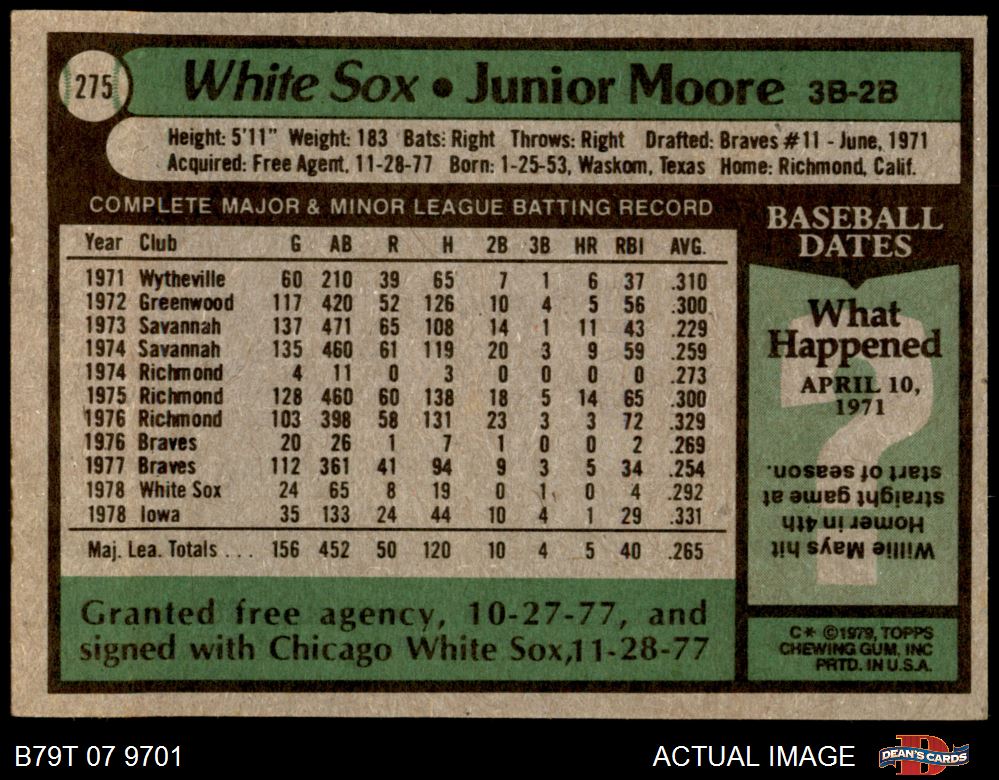 275
White Sox • Junior Moore 3B-2B
Height: 5'11" Weight: 183 Bats: Right Throws: Right Drafted: Braves #11 - June, 1971
Acquired: Free Agent, 11-28-77 Born: 1-25-53, Waskom, Texas Home: Richmond, Calif.
COMPLETE MAJOR & MINOR LEAGUE BATTING RECORD
Year Club G AB R H 2B 3B HR RBI AVG.
1971 Wytheville 60 210 39 65 7 1 6 37 .310
1972 Greenwood 117 420 52 126 10 4 5 56 .300
1973 Savannah 137 471 65 108 14 1 11 43 .229
1974 Savannah 135 460 61 119 20 3 9 59 .259
1974 Richmond 4 11 0 3 0 0 0 0 .273
1975 Richmond 128 460 60 138 18 5 14 65 .300
1976 Richmond 103 398 58 131 23 3 3 72 .329
1976 Braves 20 26 1 7 1 0 0 2 .269
1977 Braves 112 361 41 94 9 3 5 34 .254
1978 White Sox 24 65 8 19 0 1 0 4 .292
1978 Iowa 35 133 24 44 10 4 1 29 .331
Maj. Lea. Totals . . . 156 452 50 120 10 4 5 40 .265
Granted free agency, 10-27-77, and
signed with Chicago White Sox,11-28-77
BASEBALL
DATES
What
Happened
APRIL 10,
1971
?
Willie Mays hit
Homer in 4th
straight game at
start of season.
C* ©1979, TOPPS
CHEWING GUM, INC
PRTD. IN U.S.A.
B79T 07 9701
ACTUAL IMAGE
DEAN'S CARDS